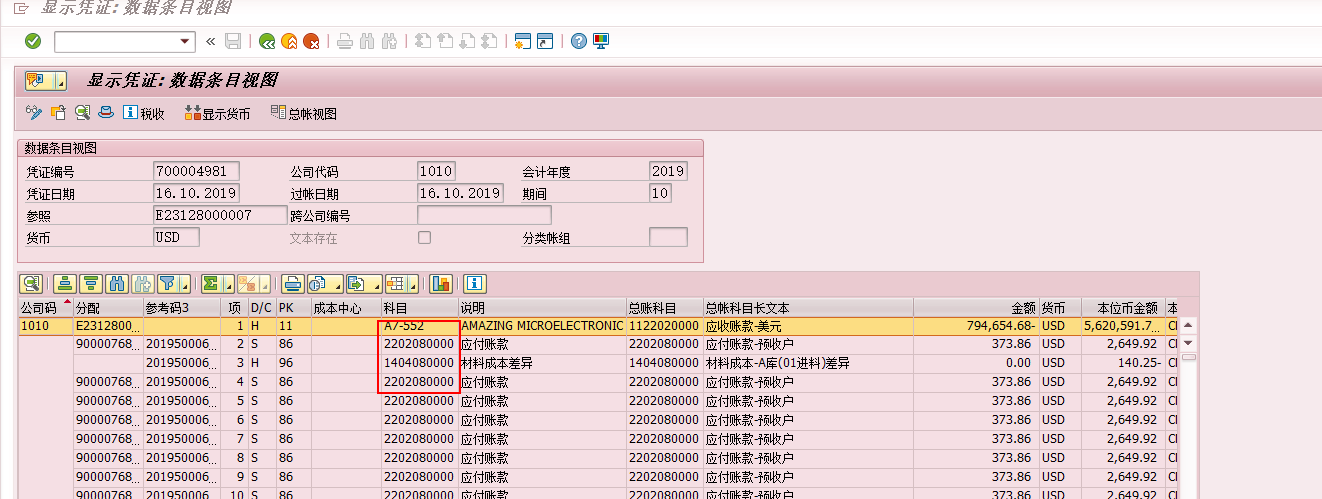 显示凭证: 数据条目视图
显示凭证: 数据条目视图
税收 显示货币 总帐视图
数据条目视图
凭证编号 700004981 公司代码 1010 会计年度 2019
凭证日期 16.10.2019 过帐日期 16.10.2019 期间 10
参照 E23128000007 跨公司编号
货币 USD 文本存在 分类帐组
公司码 分配 参考码3 项 D/C PK 成本中心 科目 说明 总账科目 总帐科目长文本 金额 货币 本位币金额 本
1010 E2312800... 1 H 11 A7-552 AMAZING MICROELECTRONIC 1122020000 应收账款-美元 794,654.68- USD 5,620,591.7...
90000768... 201950006... 2 S 86 2202080000 应付账款 2202080000 应付账款-预收户 373.86 USD 2,649.92
201950006... 3 H 96 1404080000 材料成本差异 1404080000 材料成本-A库(01进料)差异 0.00 USD 140.25-
90000768... 201950006... 4 S 86 2202080000 应付账款 2202080000 应付账款-预收户 373.86 USD 2,649.92
90000768... 201950006... 5 S 86 2202080000 应付账款 2202080000 应付账款-预收户 373.86 USD 2,649.92
90000768... 201950006... 6 S 86 2202080000 应付账款 2202080000 应付账款-预收户 373.86 USD 2,649.92
90000768... 201950006... 7 S 86 2202080000 应付账款 2202080000 应付账款-预收户 373.86 USD 2,649.92
90000768... 201950006... 8 S 86 2202080000 应付账款 2202080000 应付账款-预收户 373.86 USD 2,649.92
90000768... 201950006... 9 S 86 2202080000 应付账款 2202080000 应付账款-预收户 373.86 USD 2,649.92
90000768... 201950006... 10 S 86 2202080000 应付账款 2202080000 应付账款-预收户 373.86 USD 2,649.92